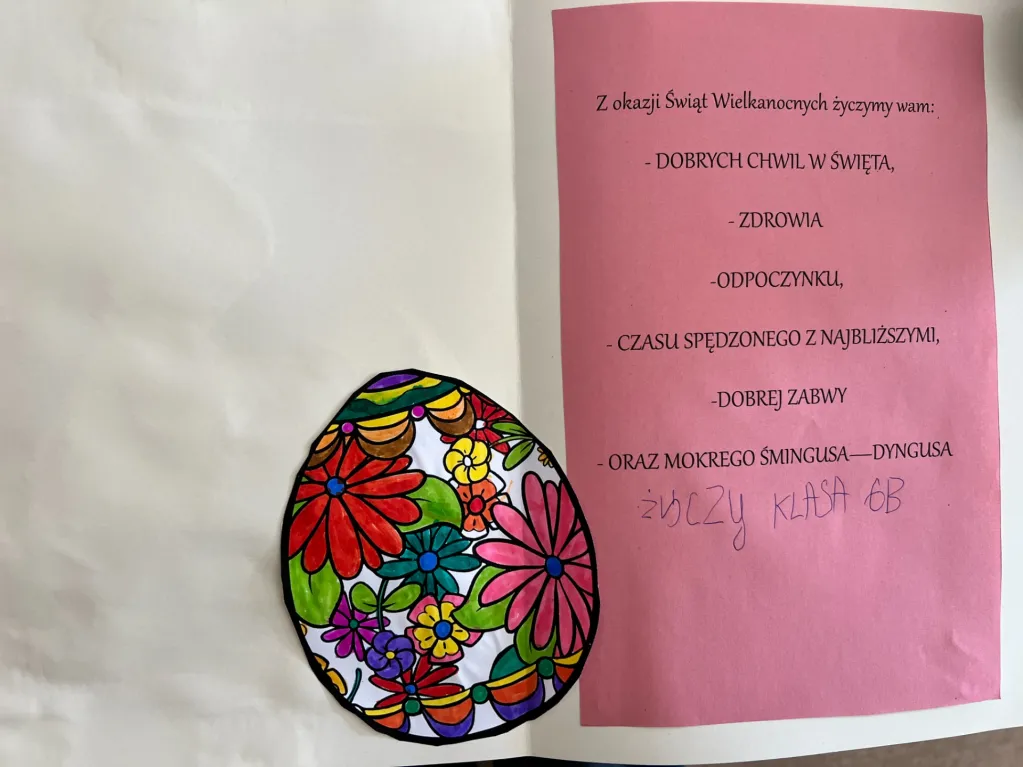 Z okazji Świąt Wielkanocnych życzymy wam:
- DOBRYCH CHWIL W ŚWIĘTA,
- ZDROWIA
-ODPOCZYNKU,
- CZASU SPĘDZONEGO Z NAJBLIŻSZYMI,
-DOBREJ ZABWY
- ORAZ MOKREGO ŚMINGUSA—DYNGUSA
ŻYCZY KLASA 6B